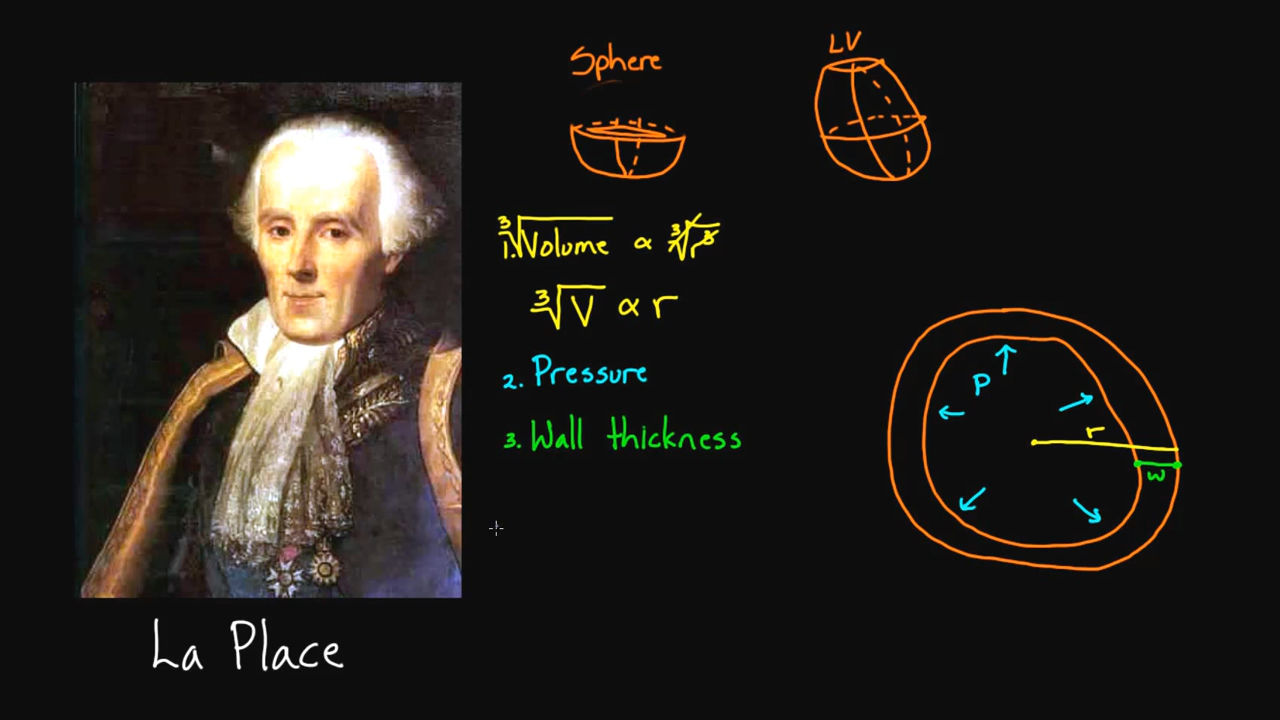 Sphere
LV
1. ∛Volume ∝ ∛r³
∛V ∝ r
2. Pressure
3. Wall thickness
P
r
w
La Place